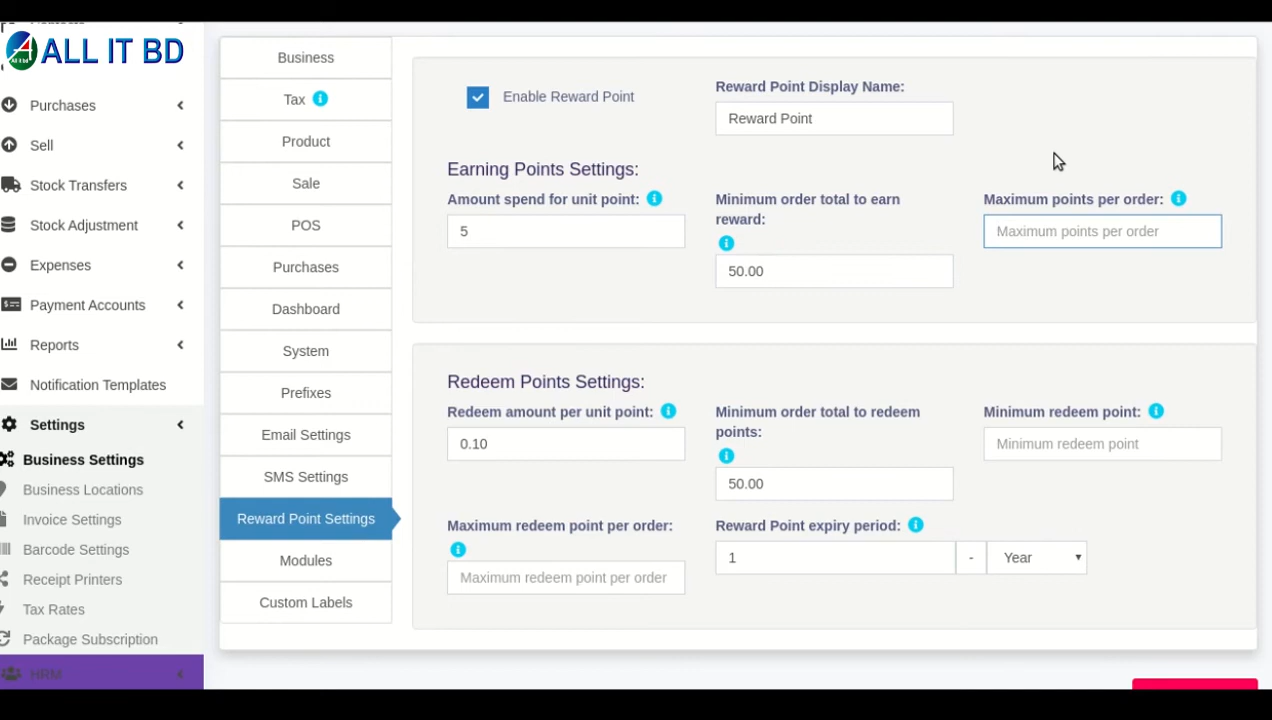 ALL IT BD
All it bd
Purchases
Sell
Stock Transfers
Stock Adjustment
Expenses
Payment Accounts
Reports
Notification Templates
Settings
Business Settings
Business Locations
Invoice Settings
Barcode Settings
Receipt Printers
Tax Rates
Package Subscription
HRM
Business
Tax
Product
Sale
POS
Purchases
Dashboard
System
Prefixes
Email Settings
SMS Settings
Reward Point Settings
Modules
Custom Labels
Enable Reward Point
Reward Point Display Name:
Reward Point
Earning Points Settings:
Amount spend for unit point:
5
Minimum order total to earn
reward:
50.00
Maximum points per order:
Maximum points per order
Redeem Points Settings:
Redeem amount per unit point:
0.10
Minimum order total to redeem
points:
50.00
Minimum redeem point:
Minimum redeem point
Maximum redeem point per order:
Maximum redeem point per order
Reward Point expiry period:
1
-
Year